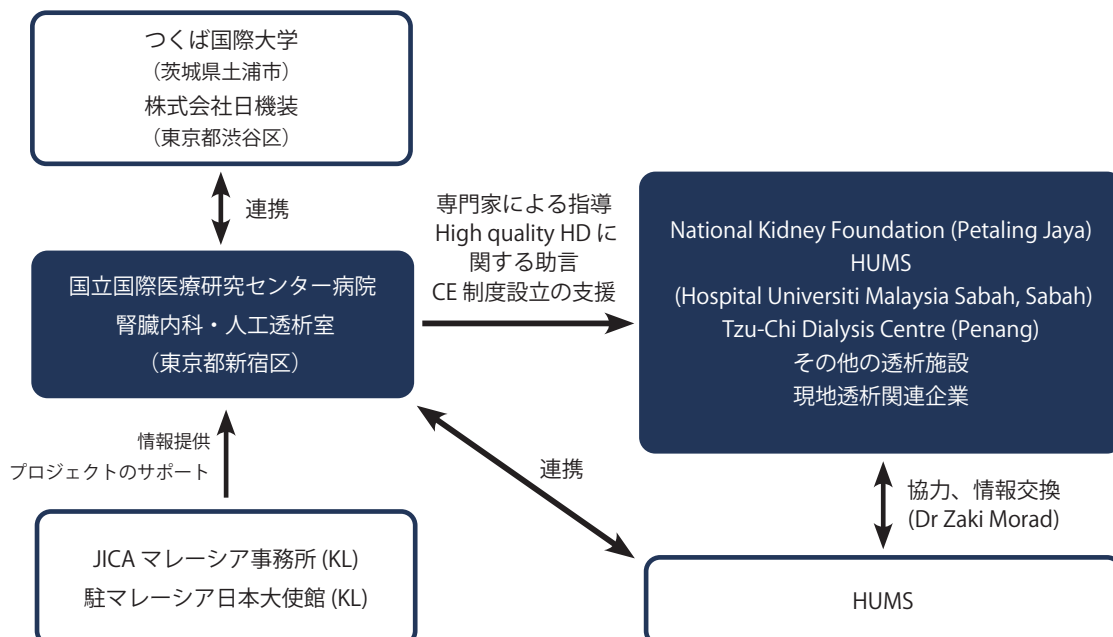 つくば国際大学
（茨城県土浦市）
株式会社日機装
（東京都渋谷区）
連携
国立国際医療研究センター病院
腎臓内科・人工透析室
（東京都新宿区）
専門家による指導
High quality HD に
関する助言
CE 制度設立の支援
National Kidney Foundation (Petaling Jaya)
HUMS
(Hospital Universiti Malaysia Sabah, Sabah)
Tzu-Chi Dialysis Centre (Penang)
その他の透析施設
現地透析関連企業
情報提供
プロジェクトのサポート
連携
協力、情報交換
(Dr Zaki Morad)
JICA マレーシア事務所 (KL)
駐マレーシア日本大使館 (KL)
HUMS